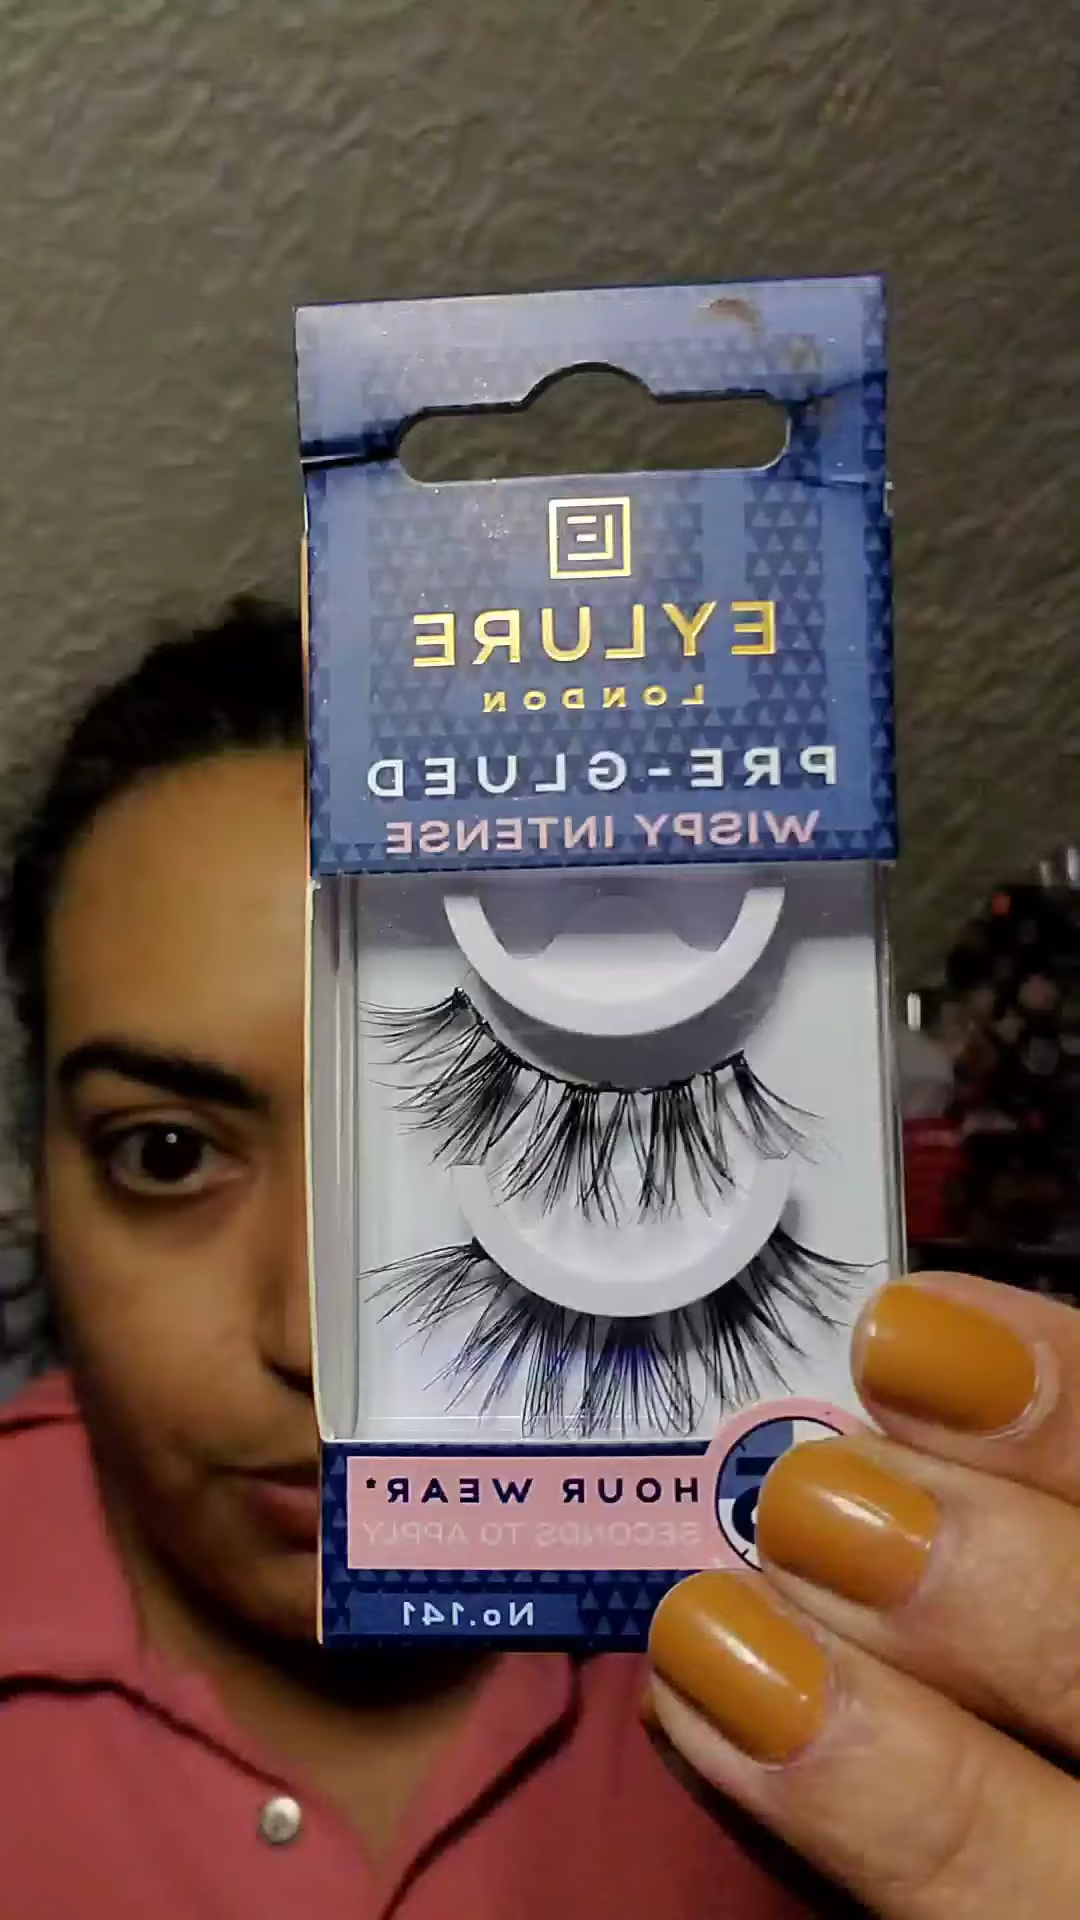 E
EYLURE
LONDON
PRE-GLUED
WISPY INTENSE
HOUR WEAR*
SECONDS TO APPLY
No.141